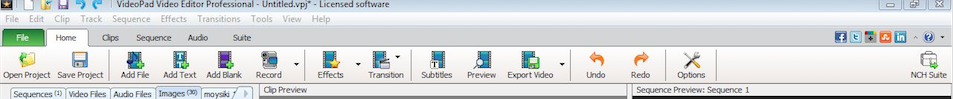 VideoPad Video Editor Professional - Untitled.vpj* - Licensed software
File Edit Clip Track Sequence Effects Transitions Tools View Help
File Home Clips Sequence Audio Suite
Open Project Save Project Add File Add Text Add Blank Record Effects Transition Subtitles Preview Export Video Undo Redo Options NCH Suite
Sequences (1) Video Files Audio Files Images (30) moyski Clip Preview Sequence Preview: Sequence 1